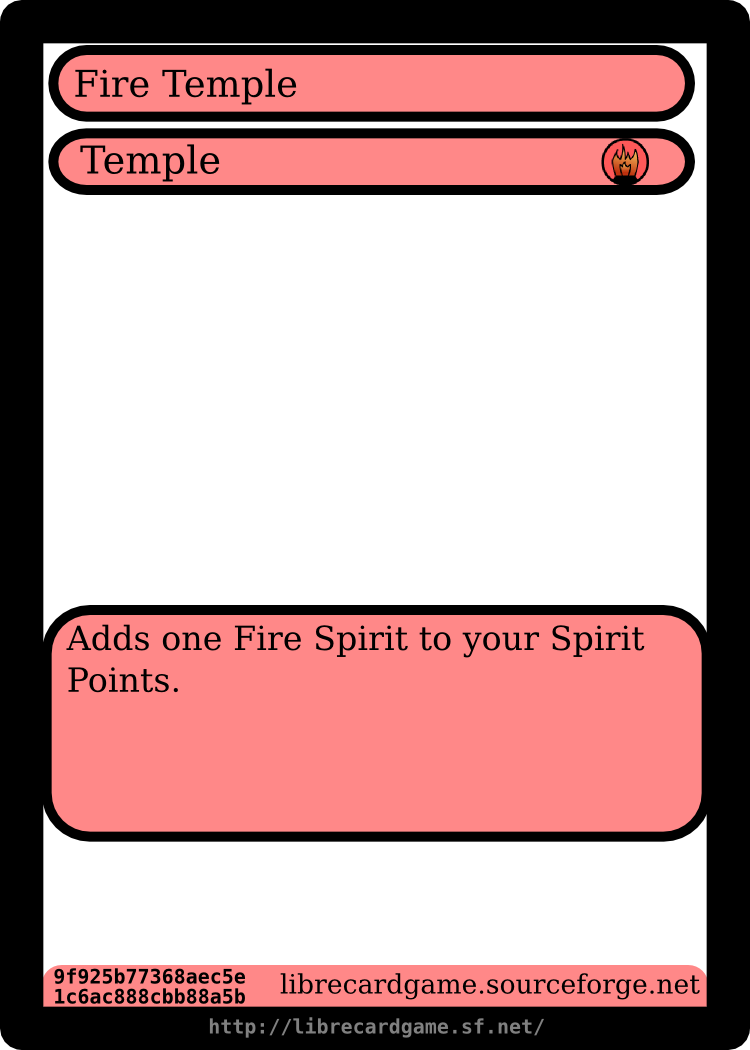 Fire Temple
Temple
Adds one Fire Spirit to your Spirit
Points.
9f925b77368aec5e
1c6ac888cbb88a5b
librecardgame.sourceforge.net
http://librecardgame.sf.net/